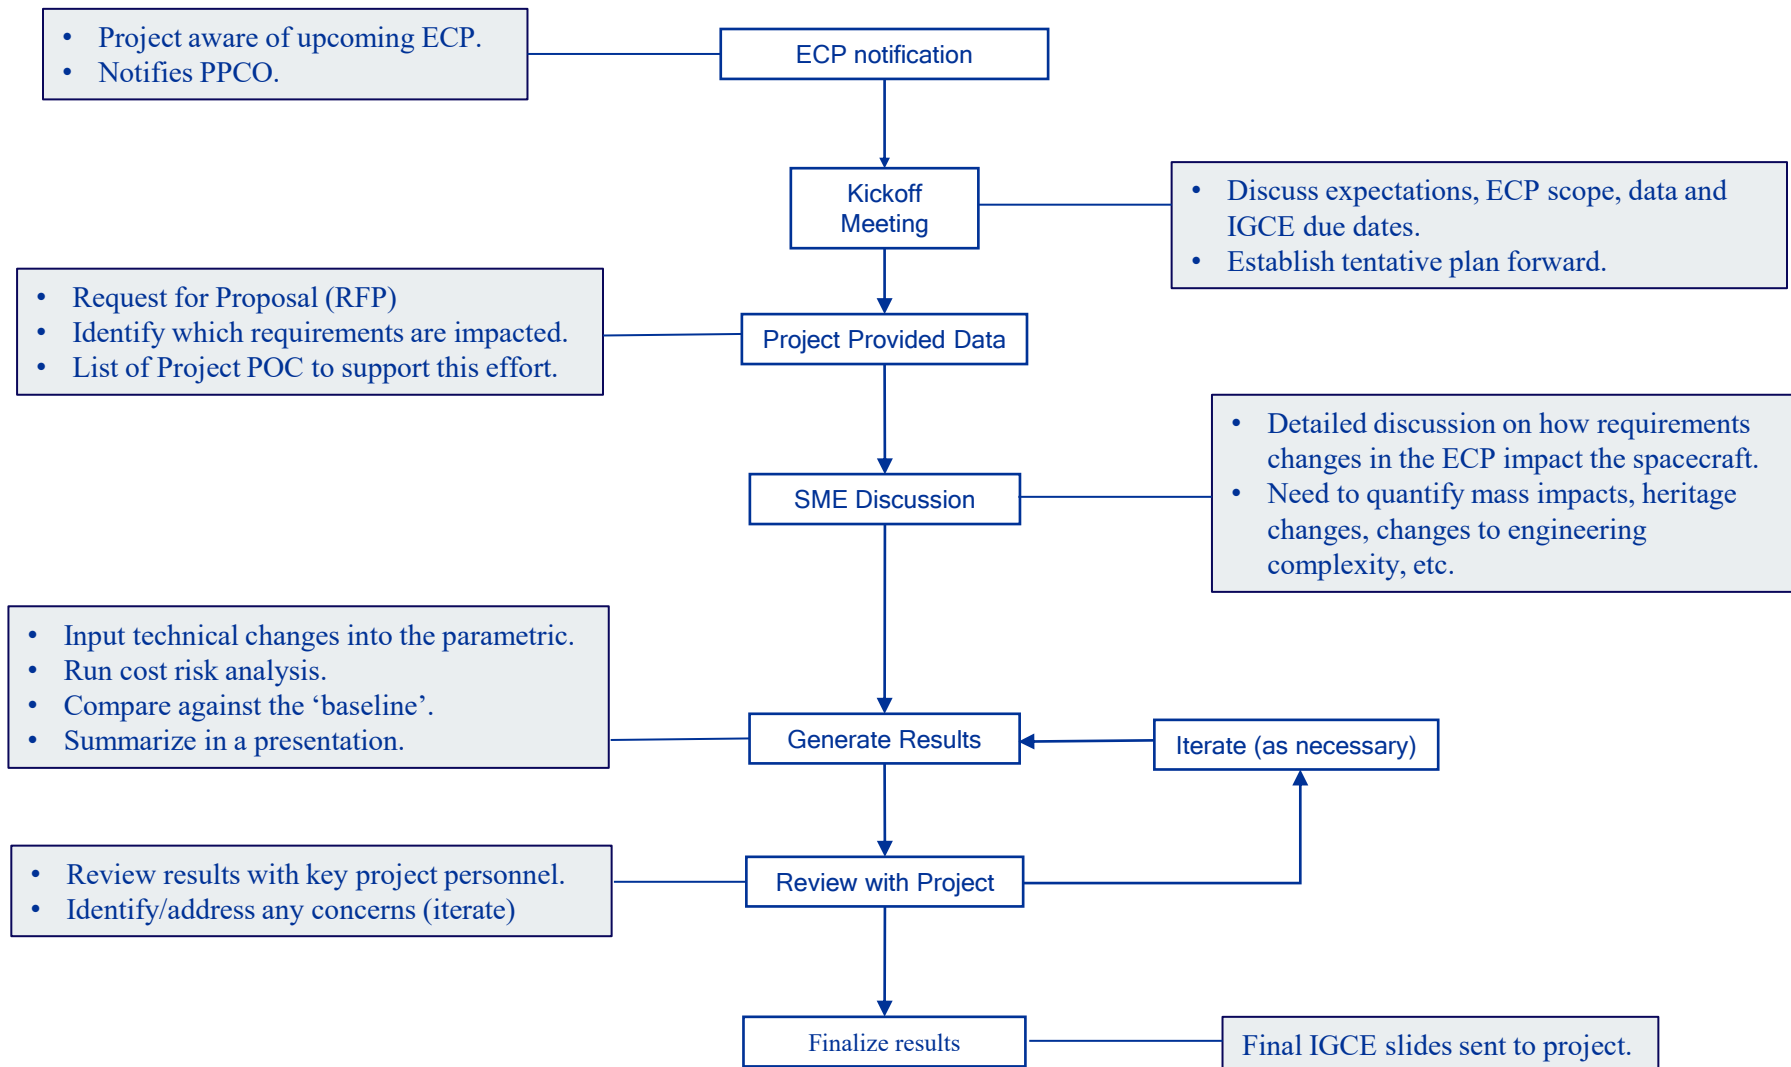 • Project aware of upcoming ECP.
• Notifies PPCO.
ECP notification
Kickoff
Meeting
• Discuss expectations, ECP scope, data and
IGCE due dates.
• Establish tentative plan forward.
• Request for Proposal (RFP)
• Identify which requirements are impacted.
• List of Project POC to support this effort.
Project Provided Data
• Detailed discussion on how requirements
changes in the ECP impact the spacecraft.
• Need to quantify mass impacts, heritage
changes, changes to engineering
complexity, etc.
SME Discussion
• Input technical changes into the parametric.
• Run cost risk analysis.
• Compare against the ‘baseline’.
• Summarize in a presentation.
Generate Results
Iterate (as necessary)
• Review results with key project personnel.
• Identify/address any concerns (iterate)
Review with Project
Finalize results
Final IGCE slides sent to project.